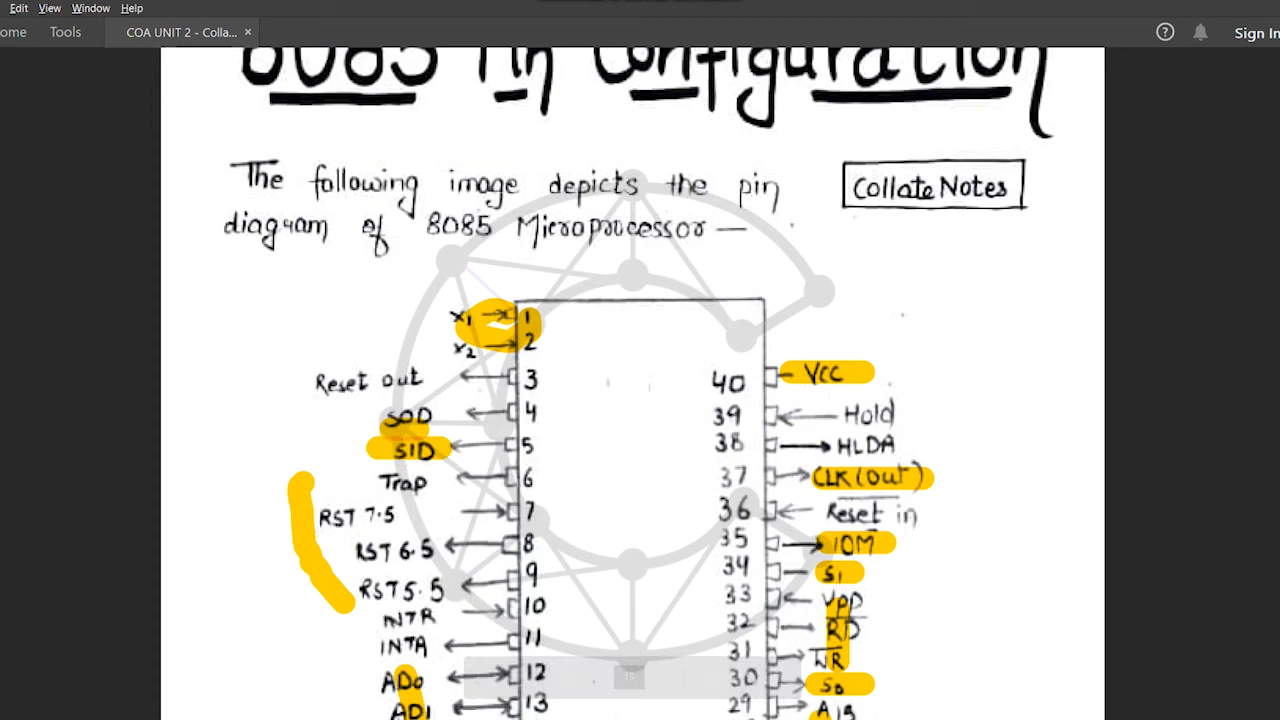 Edit View Window Help
ome Tools COA UNIT 2 - Colla... × Sign In
8085 Pin Configuration
The following image depicts the pin
diagram of 8085 Microprocessor —
Collate Notes
X1 1
X2 2
Reset out 3
SOD 4
SID 5
Trap 6
RST 7.5 7
RST 6.5 8
RST 5.5 9
INTR 10
INTA 11
AD0 12
AD1 13
40 VCC
39 Hold
38 HLDA
37 CLK (out)
36 Reset in
35 IOM
34 S1
33 VPD
32 RD
31 WR
30 S0
29 A15
15